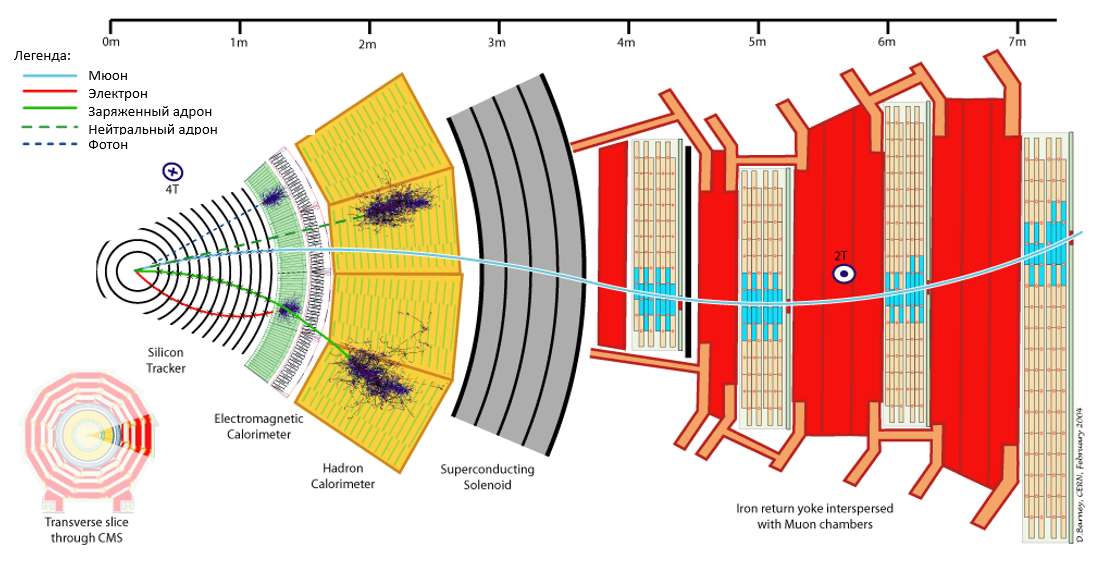 0m 1m 2m 3m 4m 5m 6m 7m
Легенда:
Мюон
Электрон
Заряженный адрон
Нейтральный адрон
Фотон
4T
2T
Silicon
Tracker
Electromagnetic
Calorimeter
Hadron
Calorimeter
Superconducting
Solenoid
Iron return yoke interspersed
with Muon chambers
Transverse slice
through CMS
D.Barney, CERN, February 2004